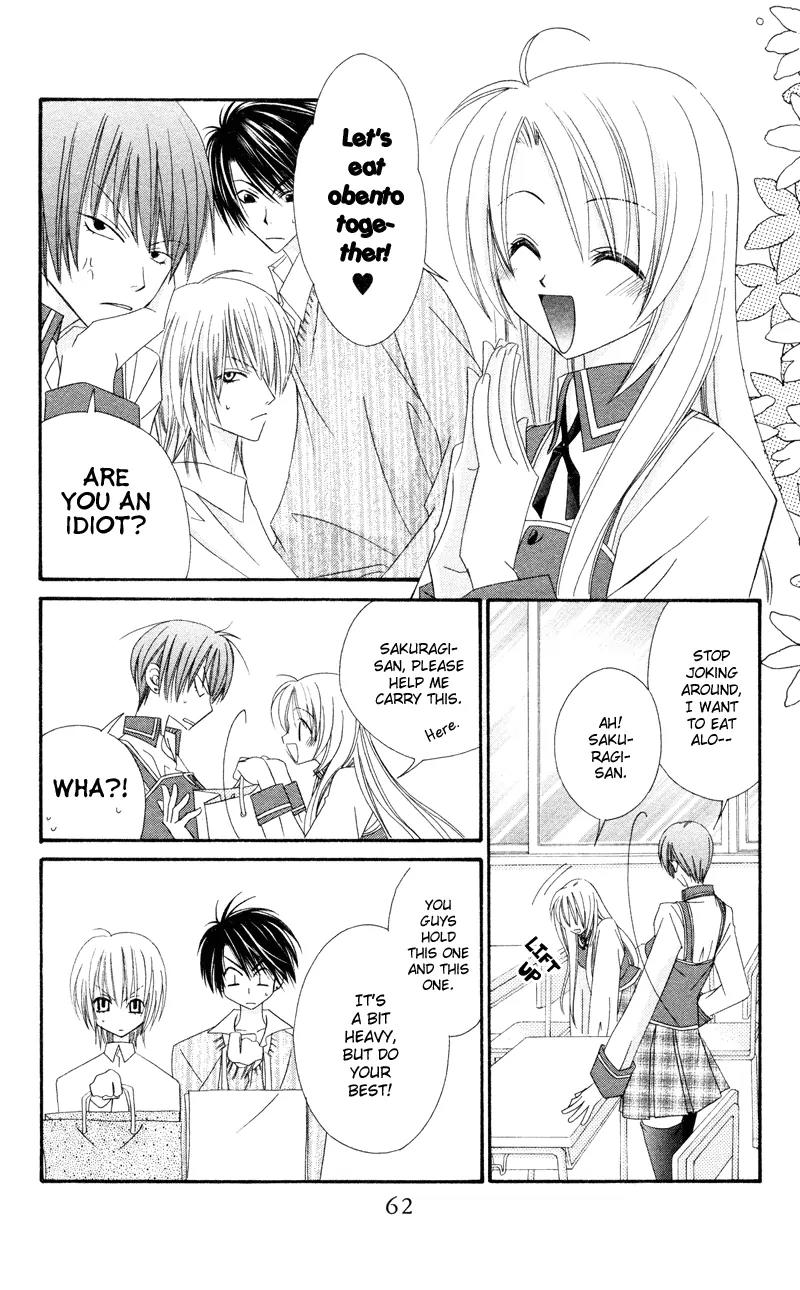 Let's
eat
obento
toge-
ther!
♥
ARE
YOU AN
IDIOT?
STOP
JOKING
AROUND,
I WANT
TO EAT
ALO--
AH!
SAKU-
RAGI-
SAN.
LIFT
UP
SAKURAGI-
SAN, PLEASE
HELP ME
CARRY THIS.
Here.
WHA?!
YOU
GUYS
HOLD
THIS ONE
AND THIS
ONE.
IT'S
A BIT
HEAVY,
BUT DO
YOUR
BEST!
62